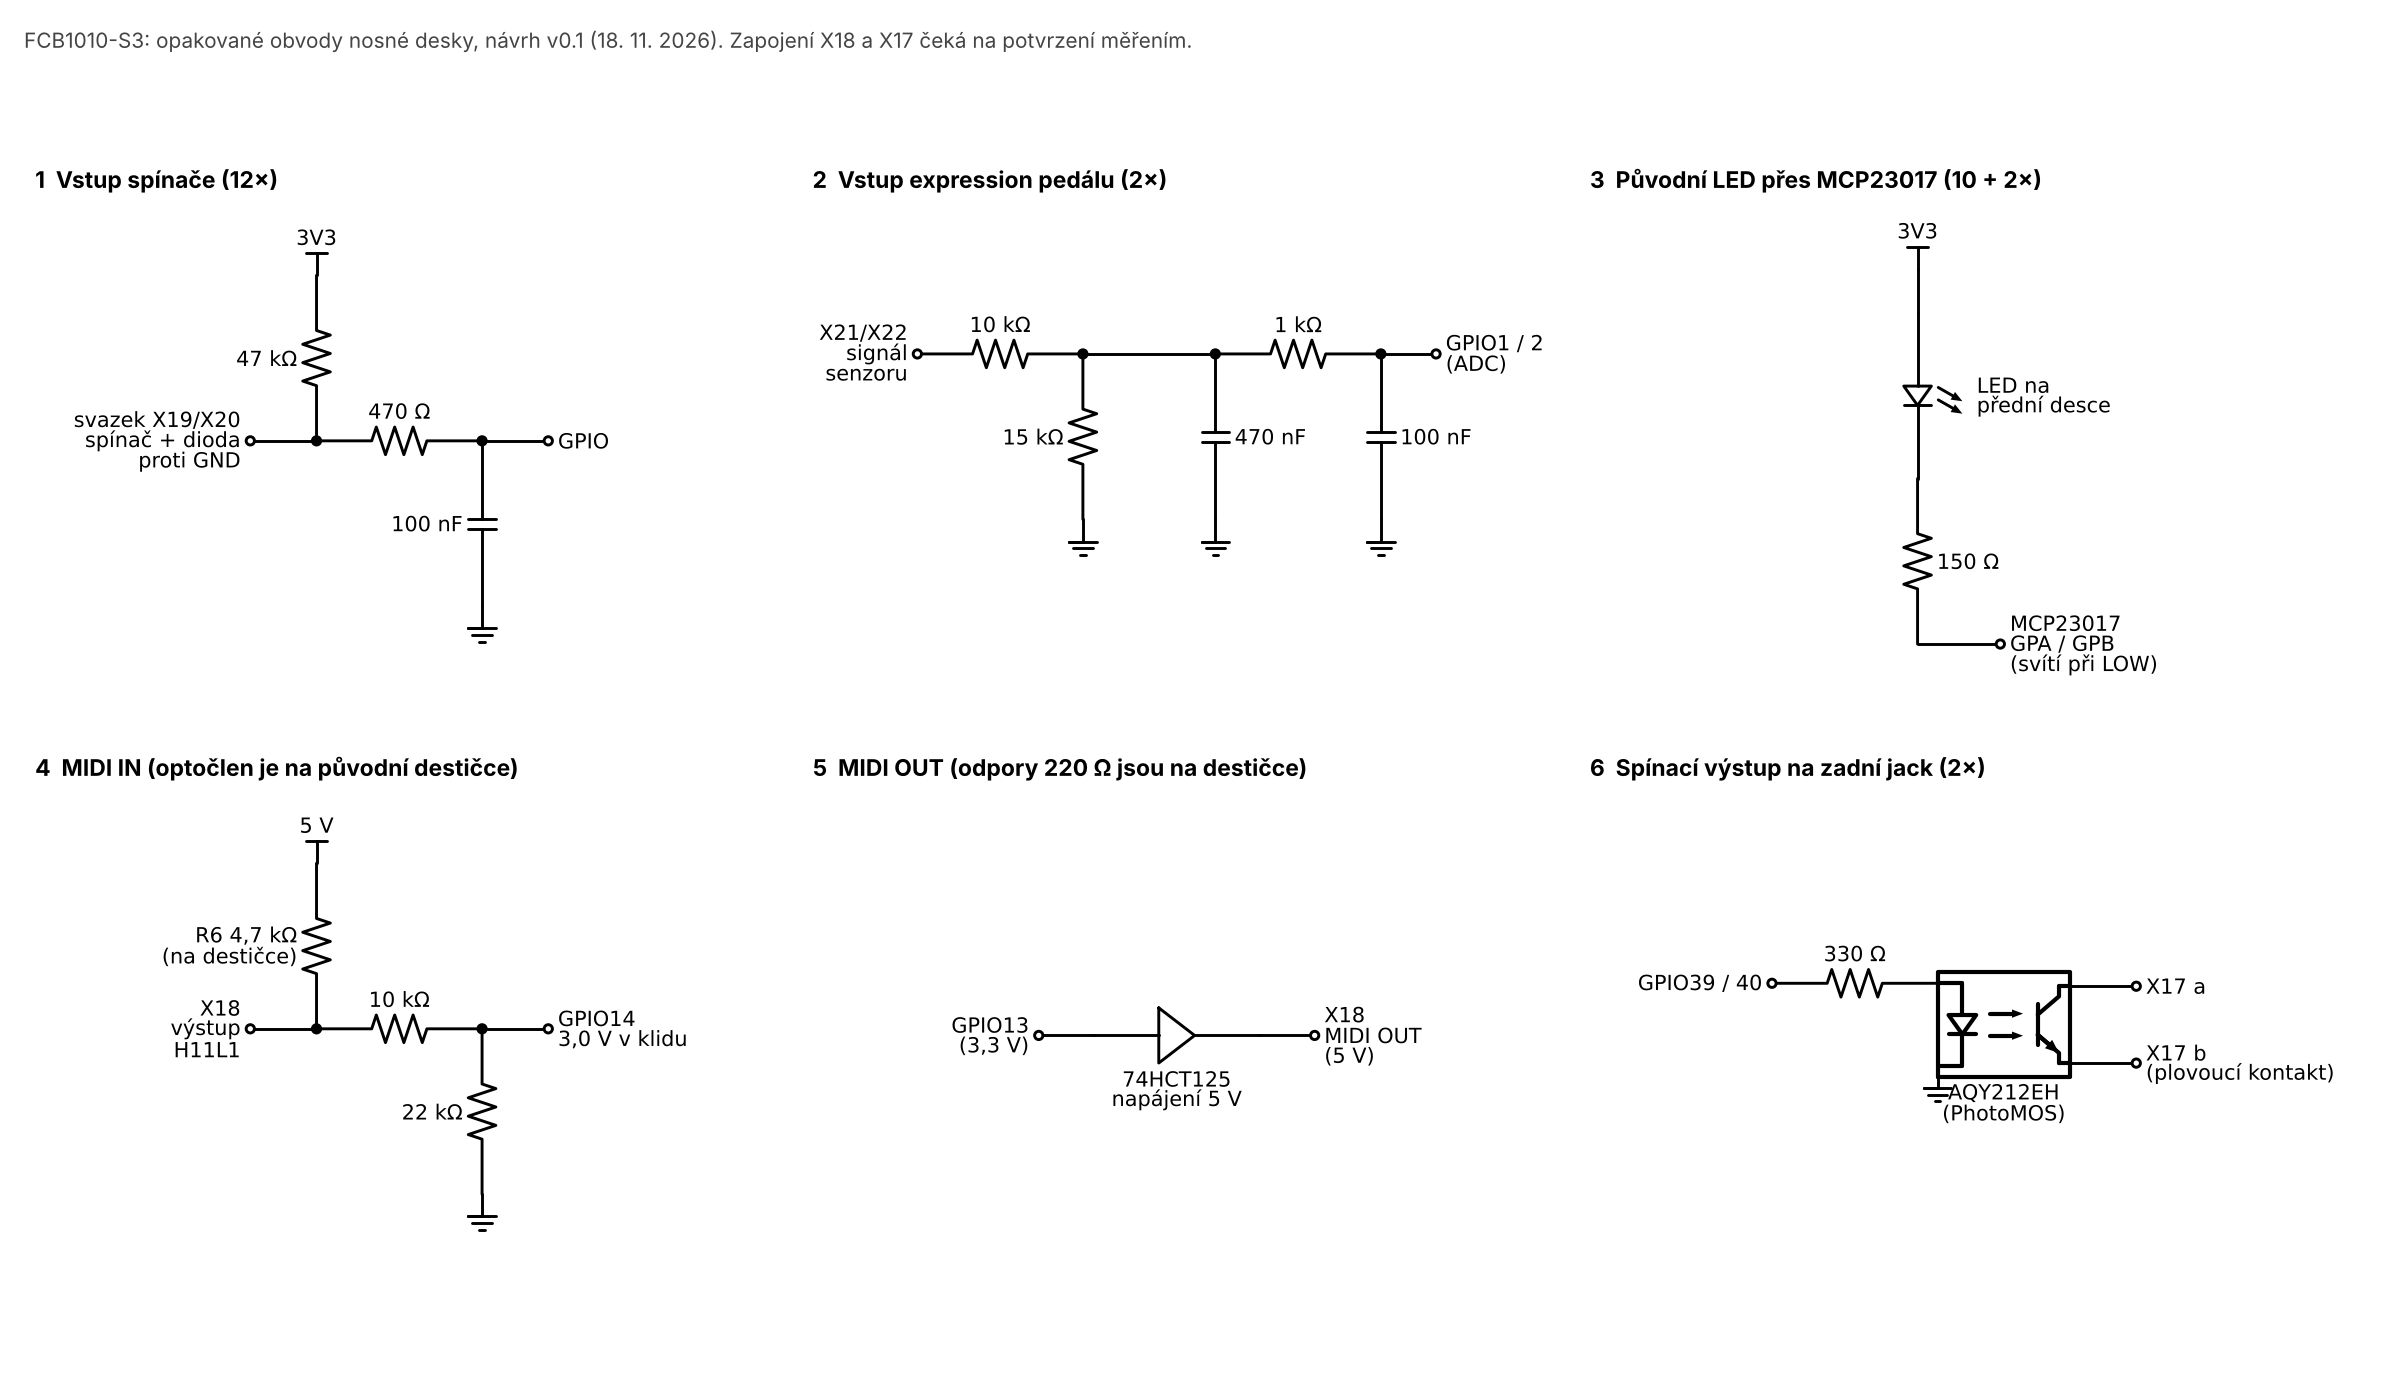 FCB1010-S3: opakované obvody nosné desky, návrh v0.1 (18. 11. 2026). Zapojení X18 a X17 čeká na potvrzení měřením.
1 Vstup spínače (12×)
3V3
47 kΩ
470 Ω
svazek X19/X20
spínač + dioda
proti GND
GPIO
100 nF
2 Vstup expression pedálu (2×)
X21/X22
signál
senzoru
10 kΩ
1 kΩ
GPIO1 / 2
(ADC)
15 kΩ
470 nF
100 nF
3 Původní LED přes MCP23017 (10 + 2×)
3V3
LED na
přední desce
150 Ω
MCP23017
GPA / GPB
(svítí při LOW)
4 MIDI IN (optočlen je na původní destičce)
5 V
R6 4,7 kΩ
(na destičce)
X18
výstup
H11L1
10 kΩ
GPIO14
3,0 V v klidu
22 kΩ
5 MIDI OUT (odpory 220 Ω jsou na destičce)
GPIO13
(3,3 V)
74HCT125
napájení 5 V
X18
MIDI OUT
(5 V)
6 Spínací výstup na zadní jack (2×)
GPIO39 / 40
330 Ω
X17 a
X17 b
(plovoucí kontakt)
AQY212EH
(PhotoMOS)